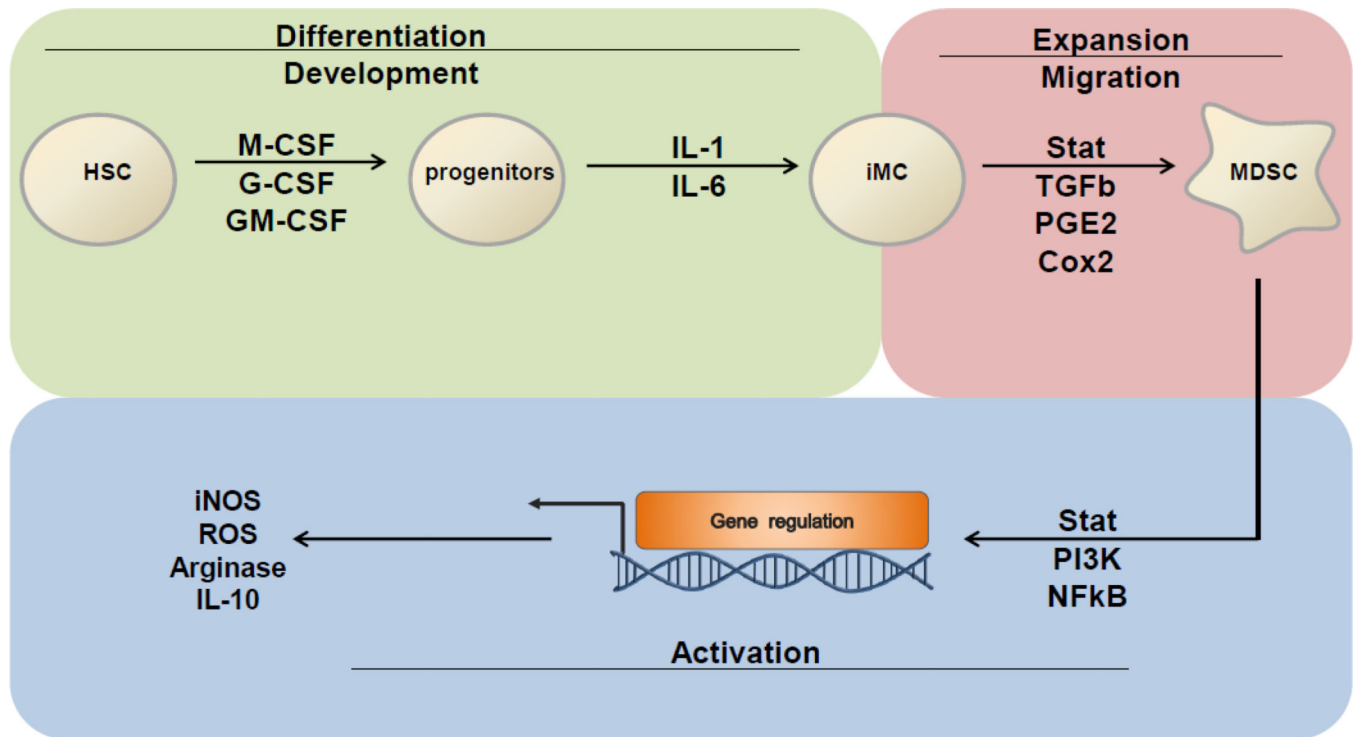 Differentiation
Development
Expansion
Migration
HSC
M-CSF
G-CSF
GM-CSF
progenitors
IL-1
IL-6
iMC
Stat
TGFb
PGE2
Cox2
MDSC
iNOS
ROS
Arginase
IL-10
Gene regulation
Stat
PI3K
NFkB
Activation